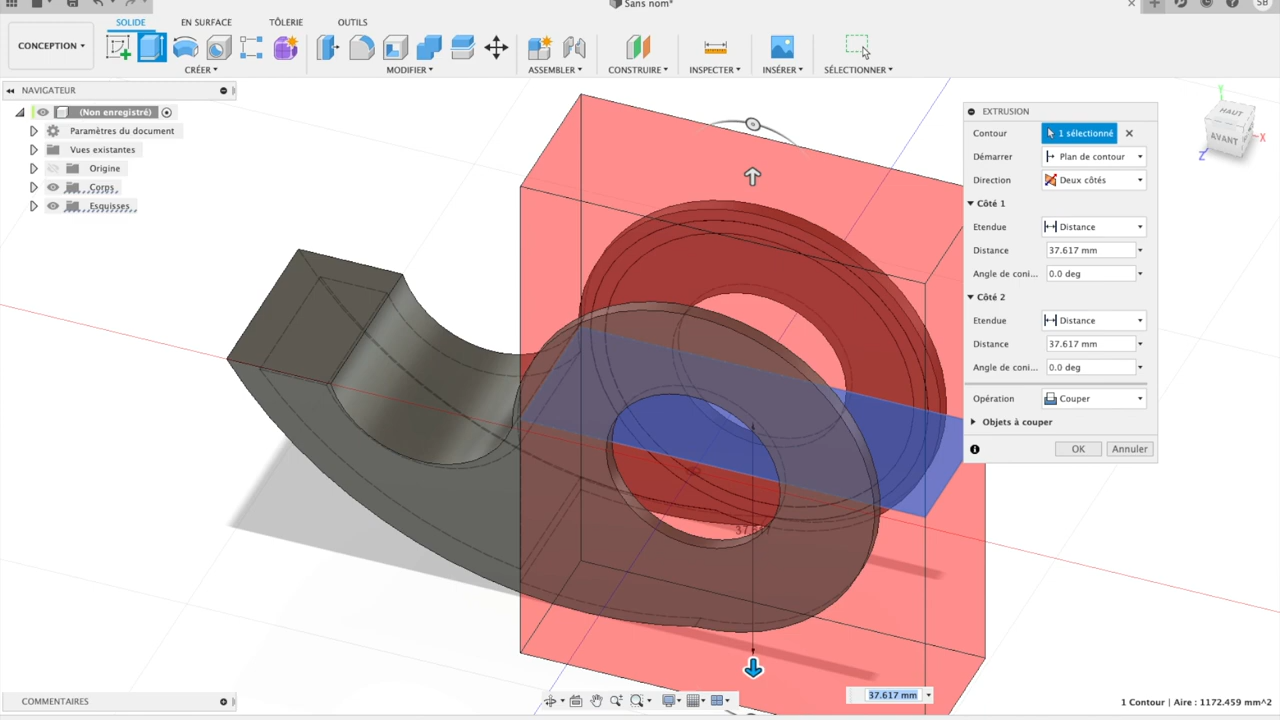 Sans nom*
SB
SOLIDE EN SURFACE TÔLERIE OUTILS
CONCEPTION
CRÉER MODIFIER ASSEMBLER CONSTRUIRE INSPECTER INSÉRER SÉLECTIONNER
NAVIGATEUR
(Non enregistré)
Paramètres du document
Vues existantes
Origine
Corps
Esquisses
HAUT
AVANT
Y
X
Z
EXTRUSION
Contour 1 sélectionné
Démarrer Plan de contour
Direction Deux côtés
Côté 1
Etendue Distance
Distance 37.617 mm
Angle de coni... 0.0 deg
Côté 2
Etendue Distance
Distance 37.617 mm
Angle de coni... 0.0 deg
Opération Couper
Objets à couper
OK Annuler
37.617 mm
COMMENTAIRES
1 Contour | Aire : 1172.459 mm^2